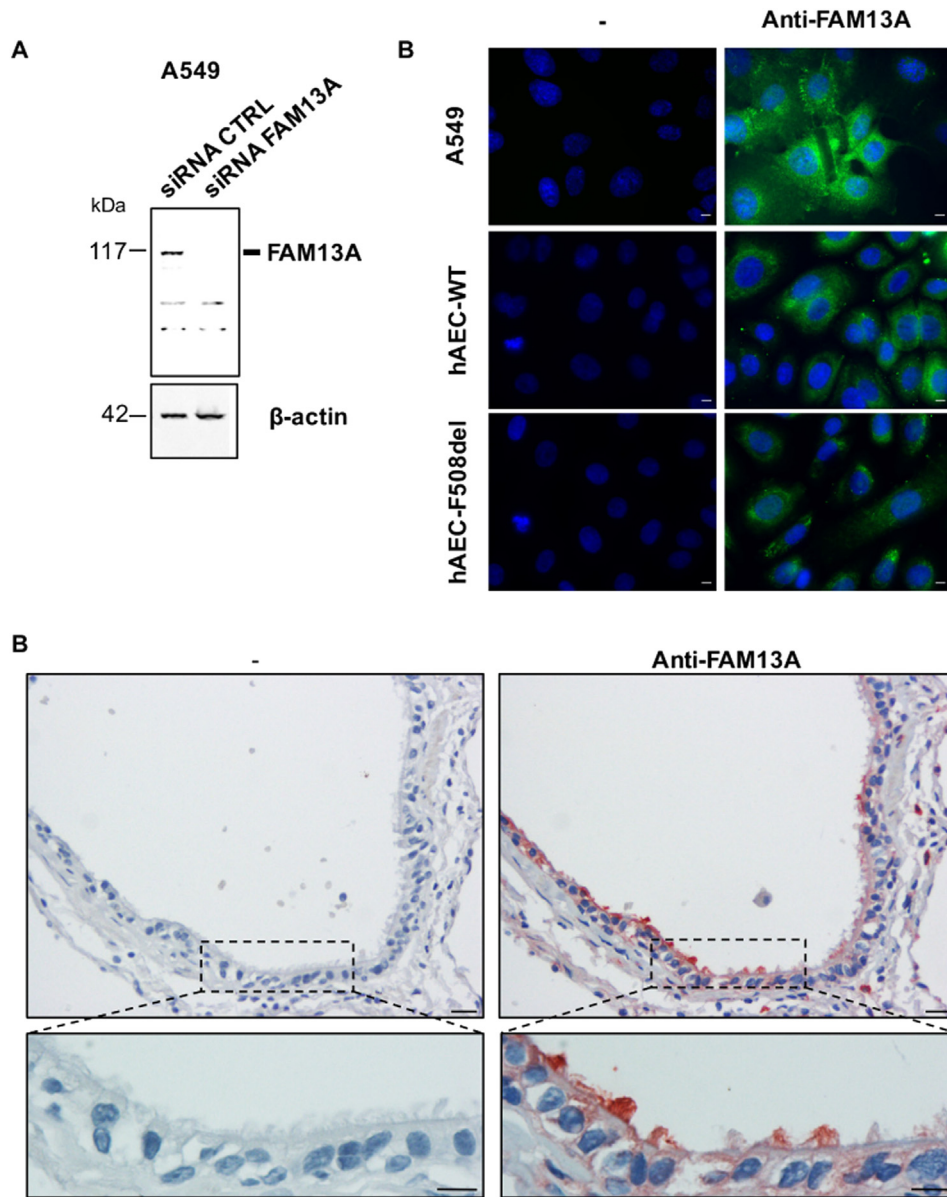 A
A549
siRNA CTRL
siRNA FAM13A
kDa
117
FAM13A
42
β-actin
B
-
Anti-FAM13A
A549
hAEC-WT
hAEC-F508del
B
-
Anti-FAM13A